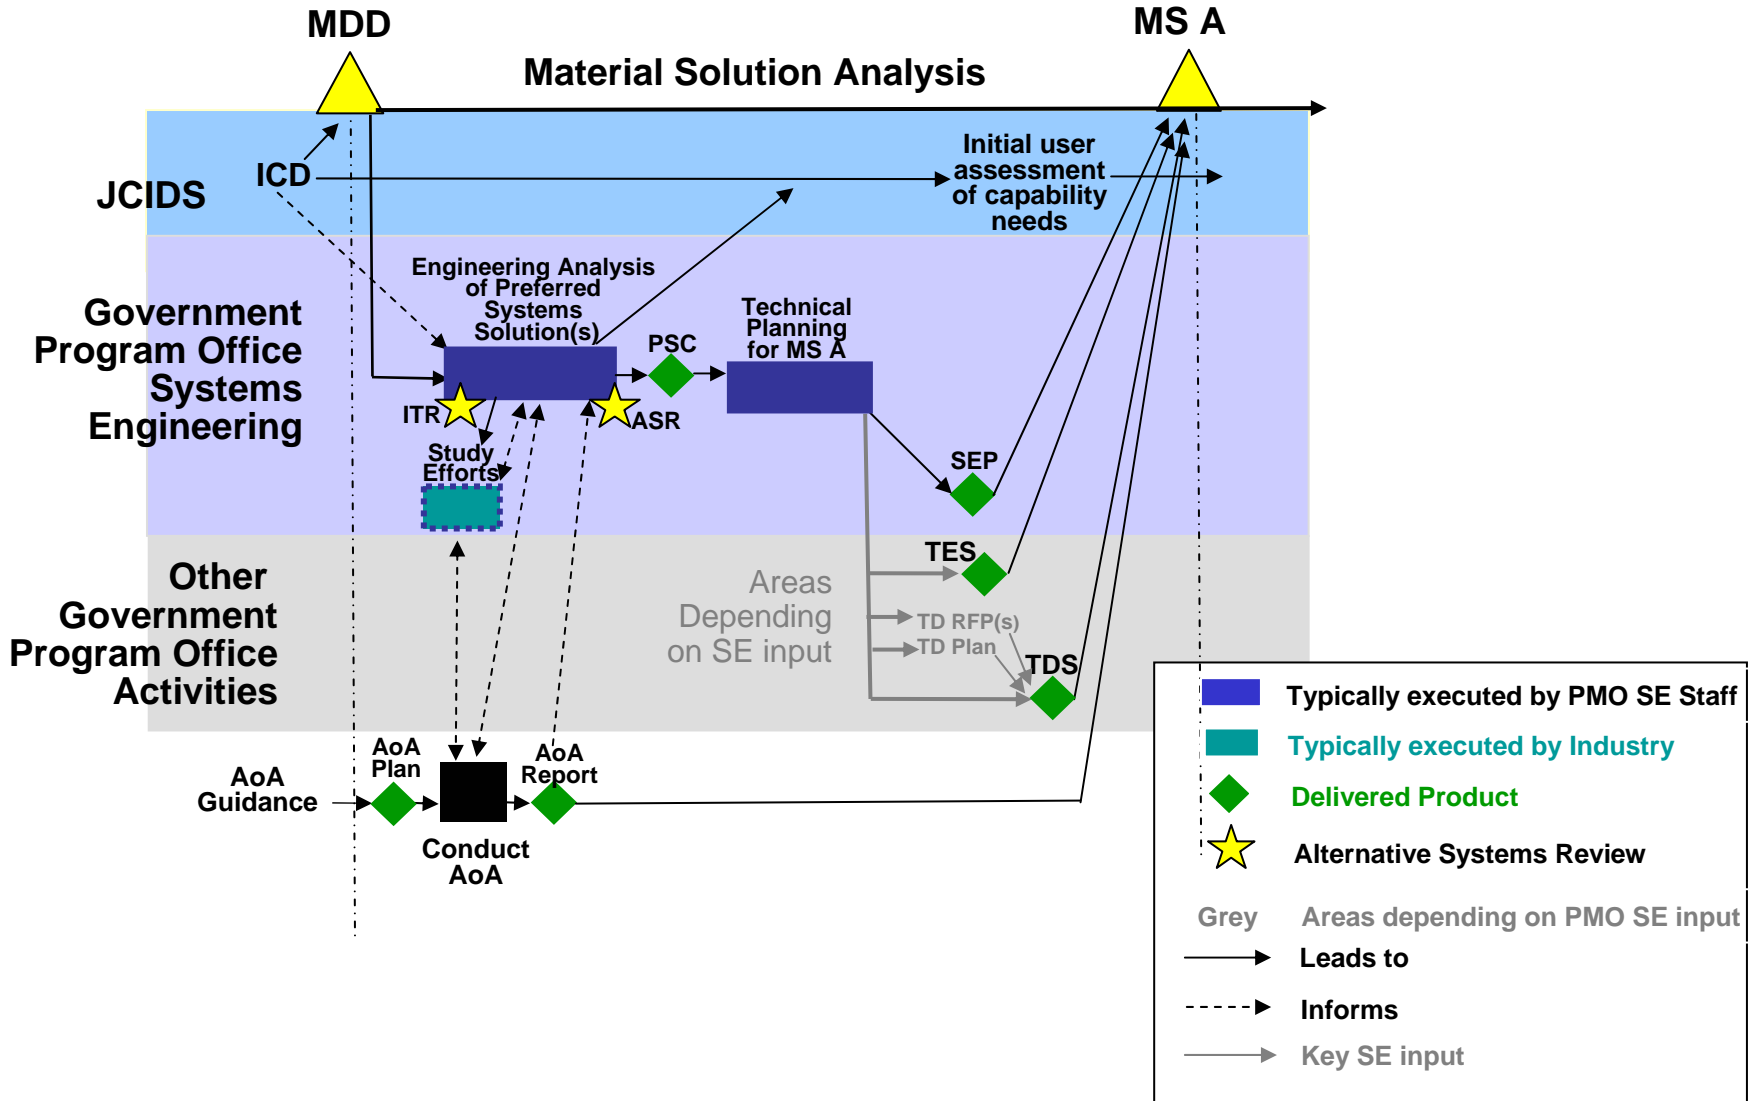 MDD
MS A
Material Solution Analysis
JCIDS
ICD
Initial user
assessment
of capability
needs
Government
Program Office
Systems
Engineering
Engineering Analysis
of Preferred
Systems
Solution(s)
PSC
Technical
Planning
for MS A
ITR
ASR
Study
Efforts
SEP
Other
Government
Program Office
Activities
TES
Areas
Depending
on SE input
TD RFP(s)
TD Plan
TDS
AoA
Guidance
AoA
Plan
AoA
Report
Conduct
AoA
Typically executed by PMO SE Staff
Typically executed by Industry
Delivered Product
Alternative Systems Review
Grey Areas depending on PMO SE input
Leads to
Informs
Key SE input